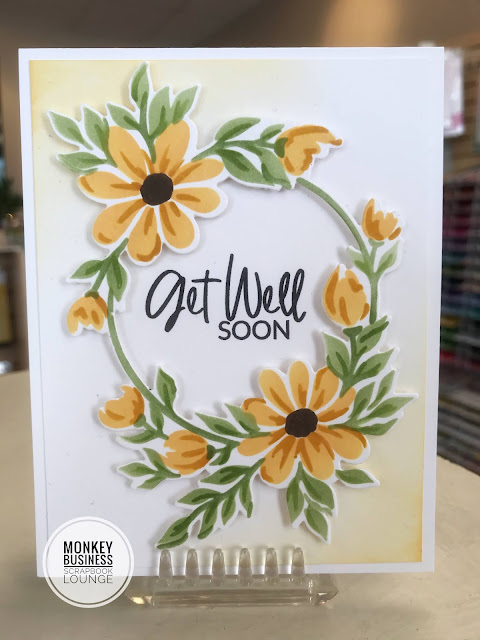 Get Well
SOON
MONKEY
BUSINESS
SCRAPBOOK
LOUNGE